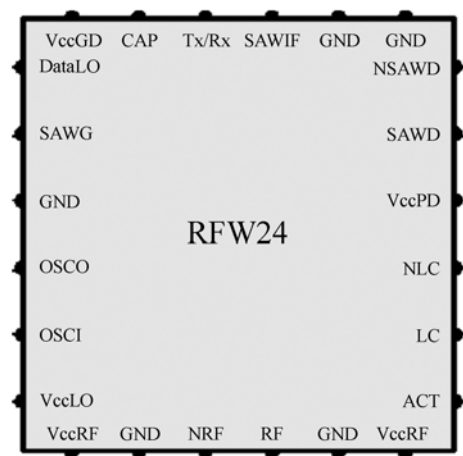 VccGD CAP Tx/Rx SAWIF GND GND
DataLO NSAWD
SAWG SAWD
GND VccPD
RFW24
OSCO NLC
OSCI LC
VccLO ACT
VccRF GND NRF RF GND VccRF